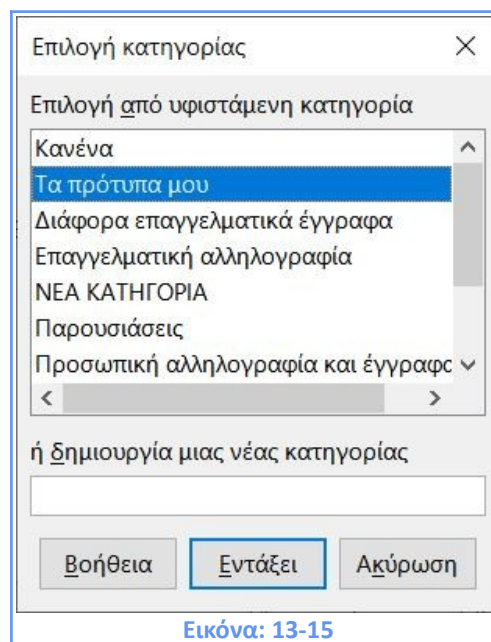 Επιλογή κατηγορίας
Επιλογή από υφιστάμενη κατηγορία
Κανένα
Τα πρότυπα μου
Διάφορα επαγγελματικά έγγραφα
Επαγγελματική αλληλογραφία
ΝΕΑ ΚΑΤΗΓΟΡΙΑ
Παρουσιάσεις
Προσωπική αλληλογραφία και έγγραφα
ή δημιουργία μιας νέας κατηγορίας
Βοήθεια Εντάξει Ακύρωση
Εικόνα: 13-15